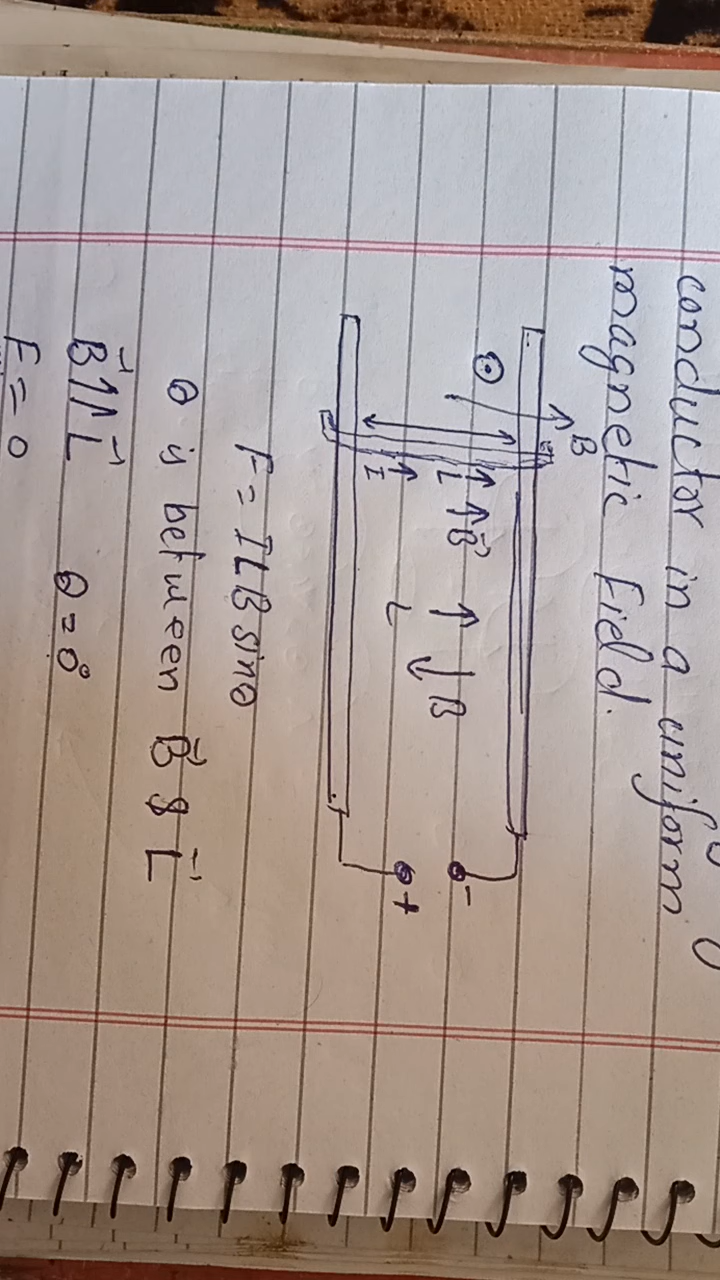 conductor in a uniform
magnetic Field.
B
⊙
L
I
B⃗
L
B
-
+
F = ILB sinθ
θ is between B⃗ & L⃗
B⃗ ↑↑ L⃗ θ = 0°
F = 0